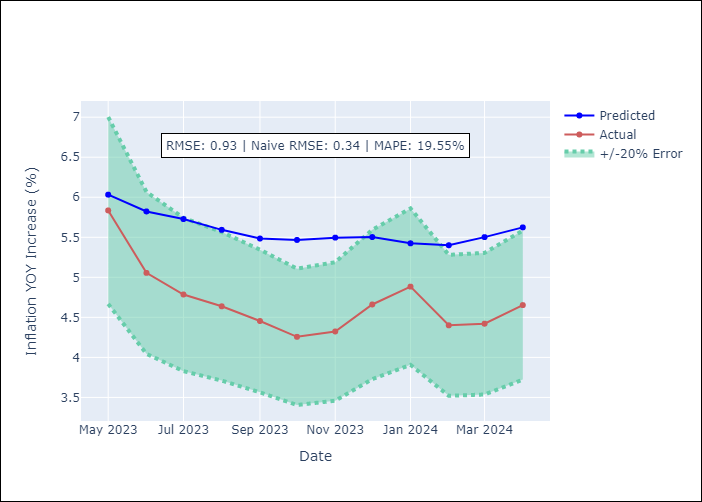 RMSE: 0.93 | Naive RMSE: 0.34 | MAPE: 19.55%
Predicted
Actual
+/-20% Error
Inflation YOY Increase (%)
7
6.5
6
5.5
5
4.5
4
3.5
May 2023
Jul 2023
Sep 2023
Nov 2023
Jan 2024
Mar 2024
Date